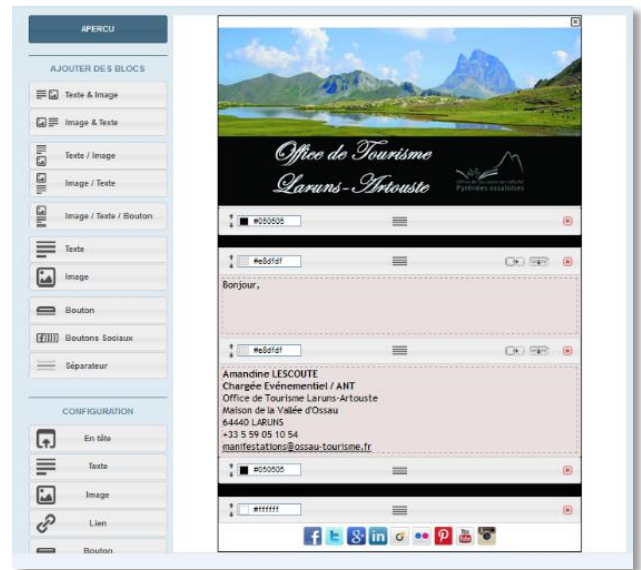 APERCU
AJOUTER DES BLOCS
Texte & Image
Image & Texte
Texte / Image
Image / Texte
Image / Texte / Bouton
Texte
Image
Bouton
Boutons Sociaux
Séparateur
CONFIGURATION
En tête
Texte
Image
Lien
Bouton
Office de Tourisme
Laruns-Artouste
Pyrénées ossaloises
#050505
#e8dfdf
Bonjour,
#e8dfdf
Amandine LESCOUTE
Chargée Evénementiel / ANT
Office de Tourisme Laruns-Artouste
Maison de la Vallée d'Ossau
64440 LARUNS
+33 5 59 05 10 54
manifestations@ossau-tourisme.fr
#050505
#ffffff